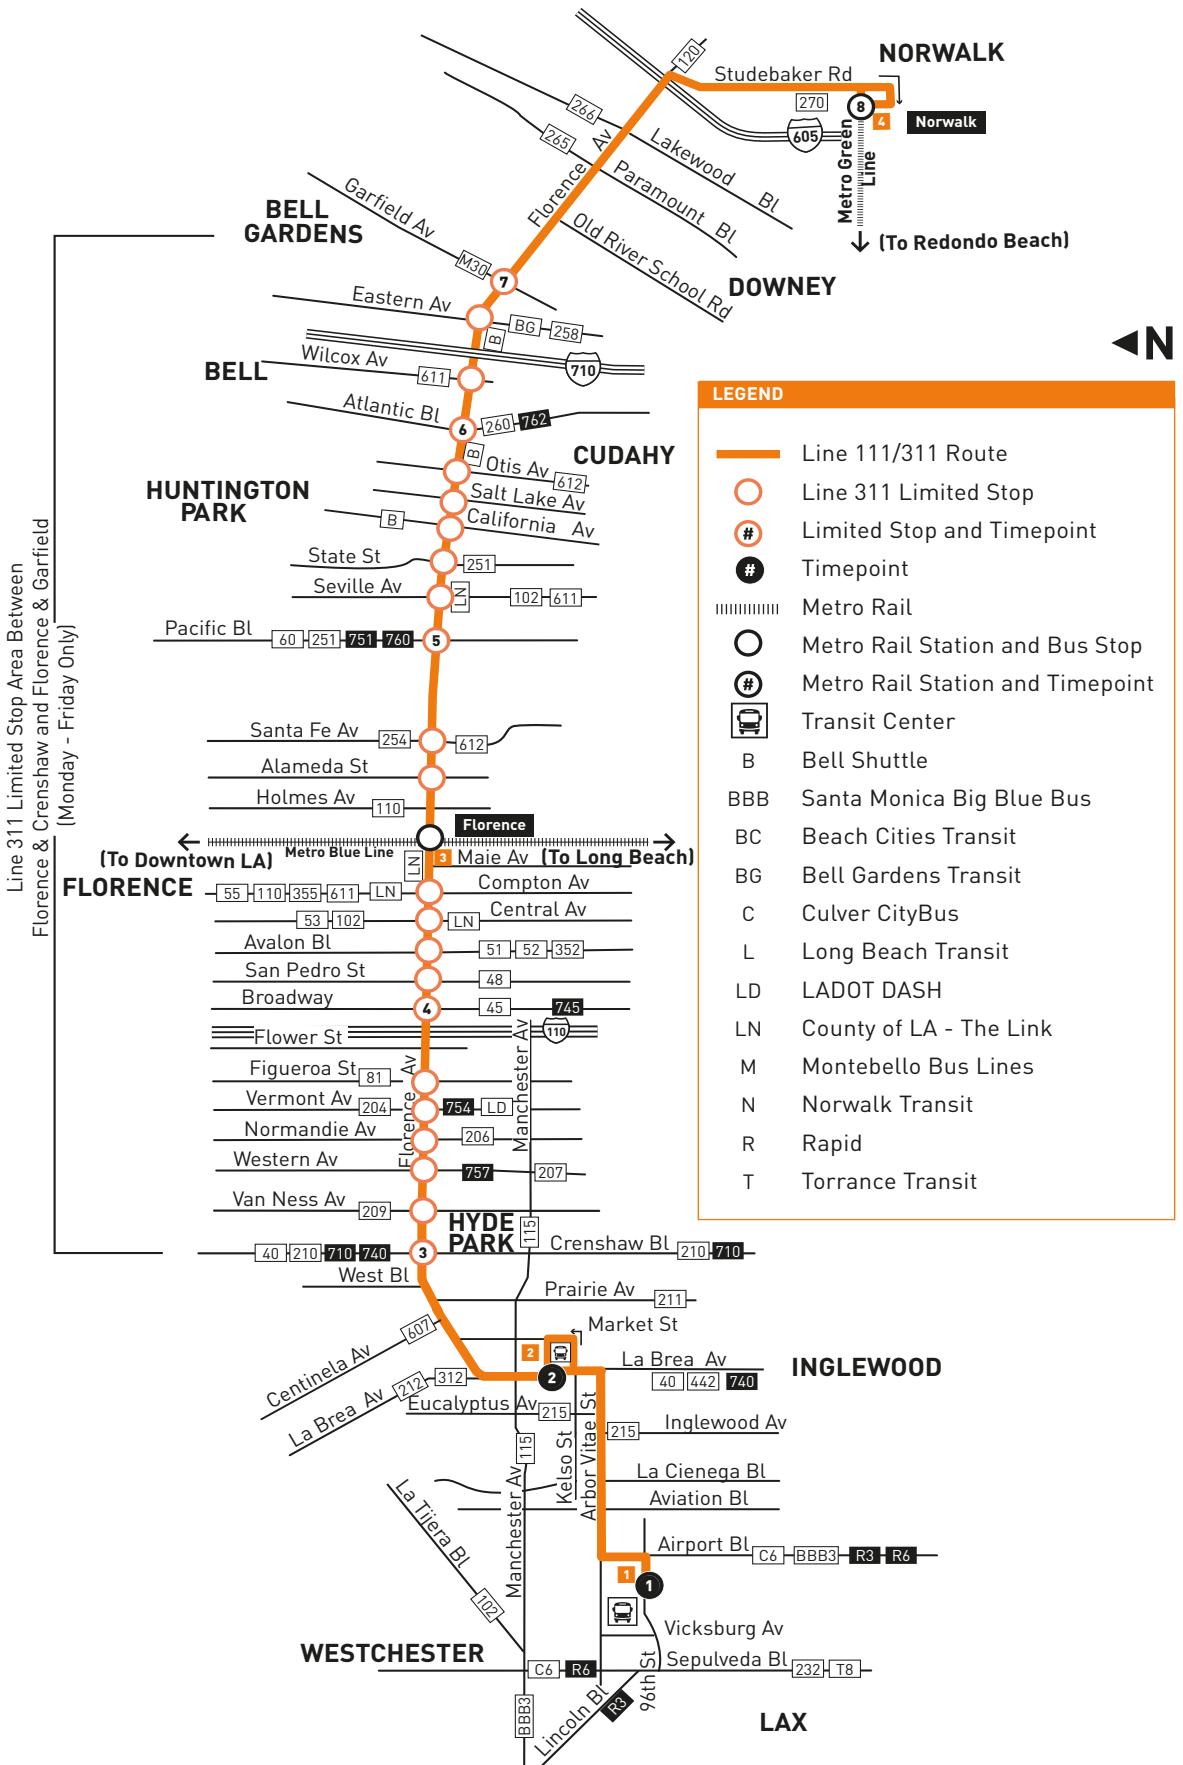 NORWALK
120
Studebaker Rd
270
8
4
Norwalk
605
266
Lakewood Bl
265
Paramount Bl
Florence Av
Metro Green
Line
(To Redondo Beach)
Garfield Av
BELL
GARDENS
Old River School Rd
M30
7
DOWNEY
Eastern Av
BG
258
B
N
Wilcox Av
710
BELL
611
Atlantic Bl
6
260
762
LEGEND
Line 111/311 Route
Line 311 Limited Stop
# Limited Stop and Timepoint
# Timepoint
Metro Rail
Metro Rail Station and Bus Stop
# Metro Rail Station and Timepoint
Transit Center
B Bell Shuttle
BBB Santa Monica Big Blue Bus
BC Beach Cities Transit
BG Bell Gardens Transit
C Culver CityBus
L Long Beach Transit
LD LADOT DASH
LN County of LA - The Link
M Montebello Bus Lines
N Norwalk Transit
R Rapid
T Torrance Transit
CUDAHY
B
Otis Av
612
HUNTINGTON
PARK
Salt Lake Av
B
California Av
State St
251
Seville Av
LN
102
611
Pacific Bl
60
251
751
760
5
Line 311 Limited Stop Area Between
Florence & Crenshaw and Florence & Garfield
(Monday - Friday Only)
Santa Fe Av
254
612
Alameda St
Holmes Av
110
Florence
(To Downtown LA)
Metro Blue Line
LN
3
Maie Av
(To Long Beach)
FLORENCE
55
110
355
611
LN
Compton Av
53
102
LN
Central Av
Avalon Bl
51
52
352
San Pedro St
48
Broadway
4
45
745
110
Flower St
Manchester Av
Figueroa St
81
Florence Av
Vermont Av
204
754
LD
Normandie Av
206
Western Av
757
207
Van Ness Av
209
HYDE
PARK
115
40
210
710
740
3
Crenshaw Bl
210
710
West Bl
Prairie Av
211
Market St
607
Centinela Av
2
La Brea Av
INGLEWOOD
40
442
740
2
312
212
La Brea Av
Eucalyptus Av
215
Inglewood Av
215
115
Kelso St
Arbor Vitae St
La Cienega Bl
Aviation Bl
La Tijera Bl
Manchester Av
Airport Bl
C6
BBB3
R3
R6
1
1
102
Vicksburg Av
WESTCHESTER
C6
R6
Sepulveda Bl
232
T8
96th St
BBB3
Lincoln Bl
R3
LAX